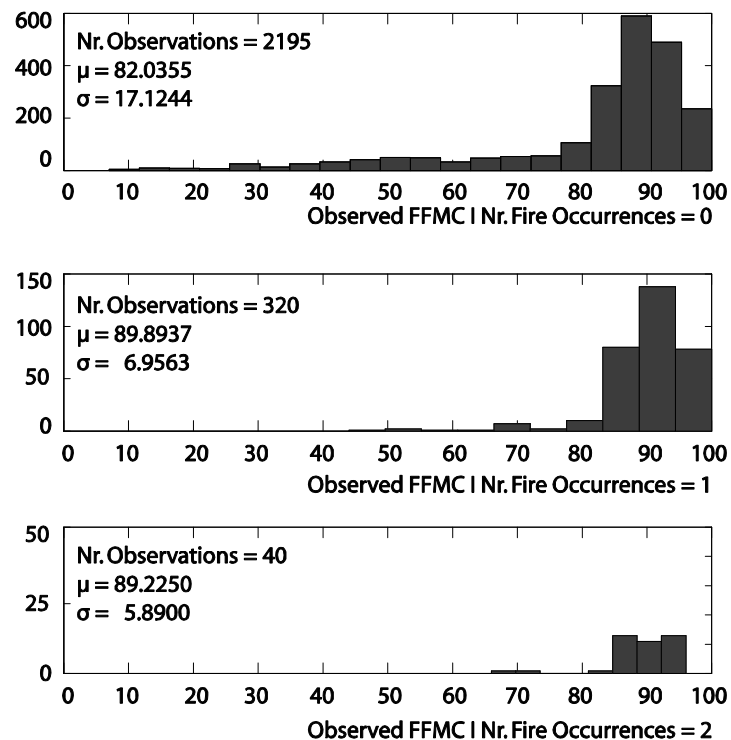 600
400
200
0
Nr. Observations = 2195
μ = 82.0355
σ = 17.1244
0 10 20 30 40 50 60 70 80 90 100
Observed FFMC I Nr. Fire Occurrences = 0
150
100
50
0
Nr. Observations = 320
μ = 89.8937
σ = 6.9563
0 10 20 30 40 50 60 70 80 90 100
Observed FFMC I Nr. Fire Occurrences = 1
50
25
0
Nr. Observations = 40
μ = 89.2250
σ = 5.8900
0 10 20 30 40 50 60 70 80 90 100
Observed FFMC I Nr. Fire Occurrences = 2